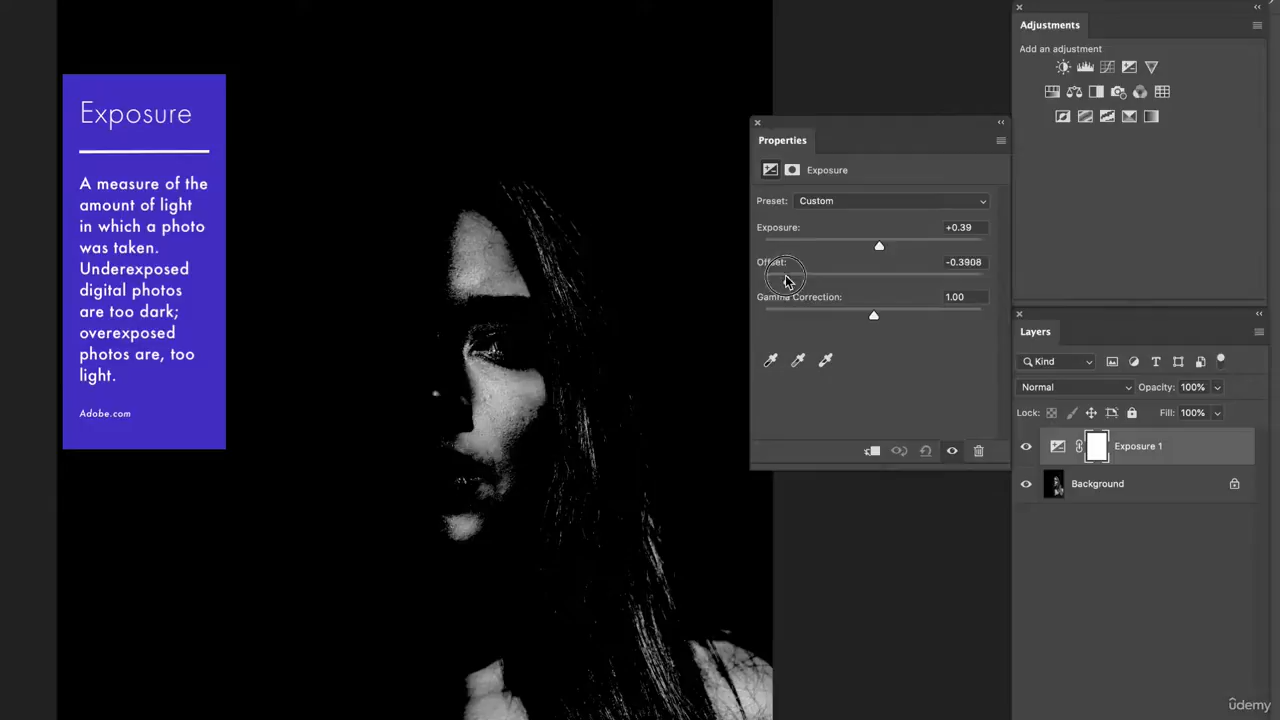 Exposure
A measure of the
amount of light
in which a photo
was taken.
Underexposed
digital photos
are too dark;
overexposed
photos are, too
light.
Adobe.com
Properties
Exposure
Preset: Custom
Exposure: +0.39
Offset: -0.3908
Gamma Correction: 1.00
Adjustments
Add an adjustment
Layers
Kind
Normal Opacity: 100%
Lock: Fill: 100%
Exposure 1
Background
ûdemy